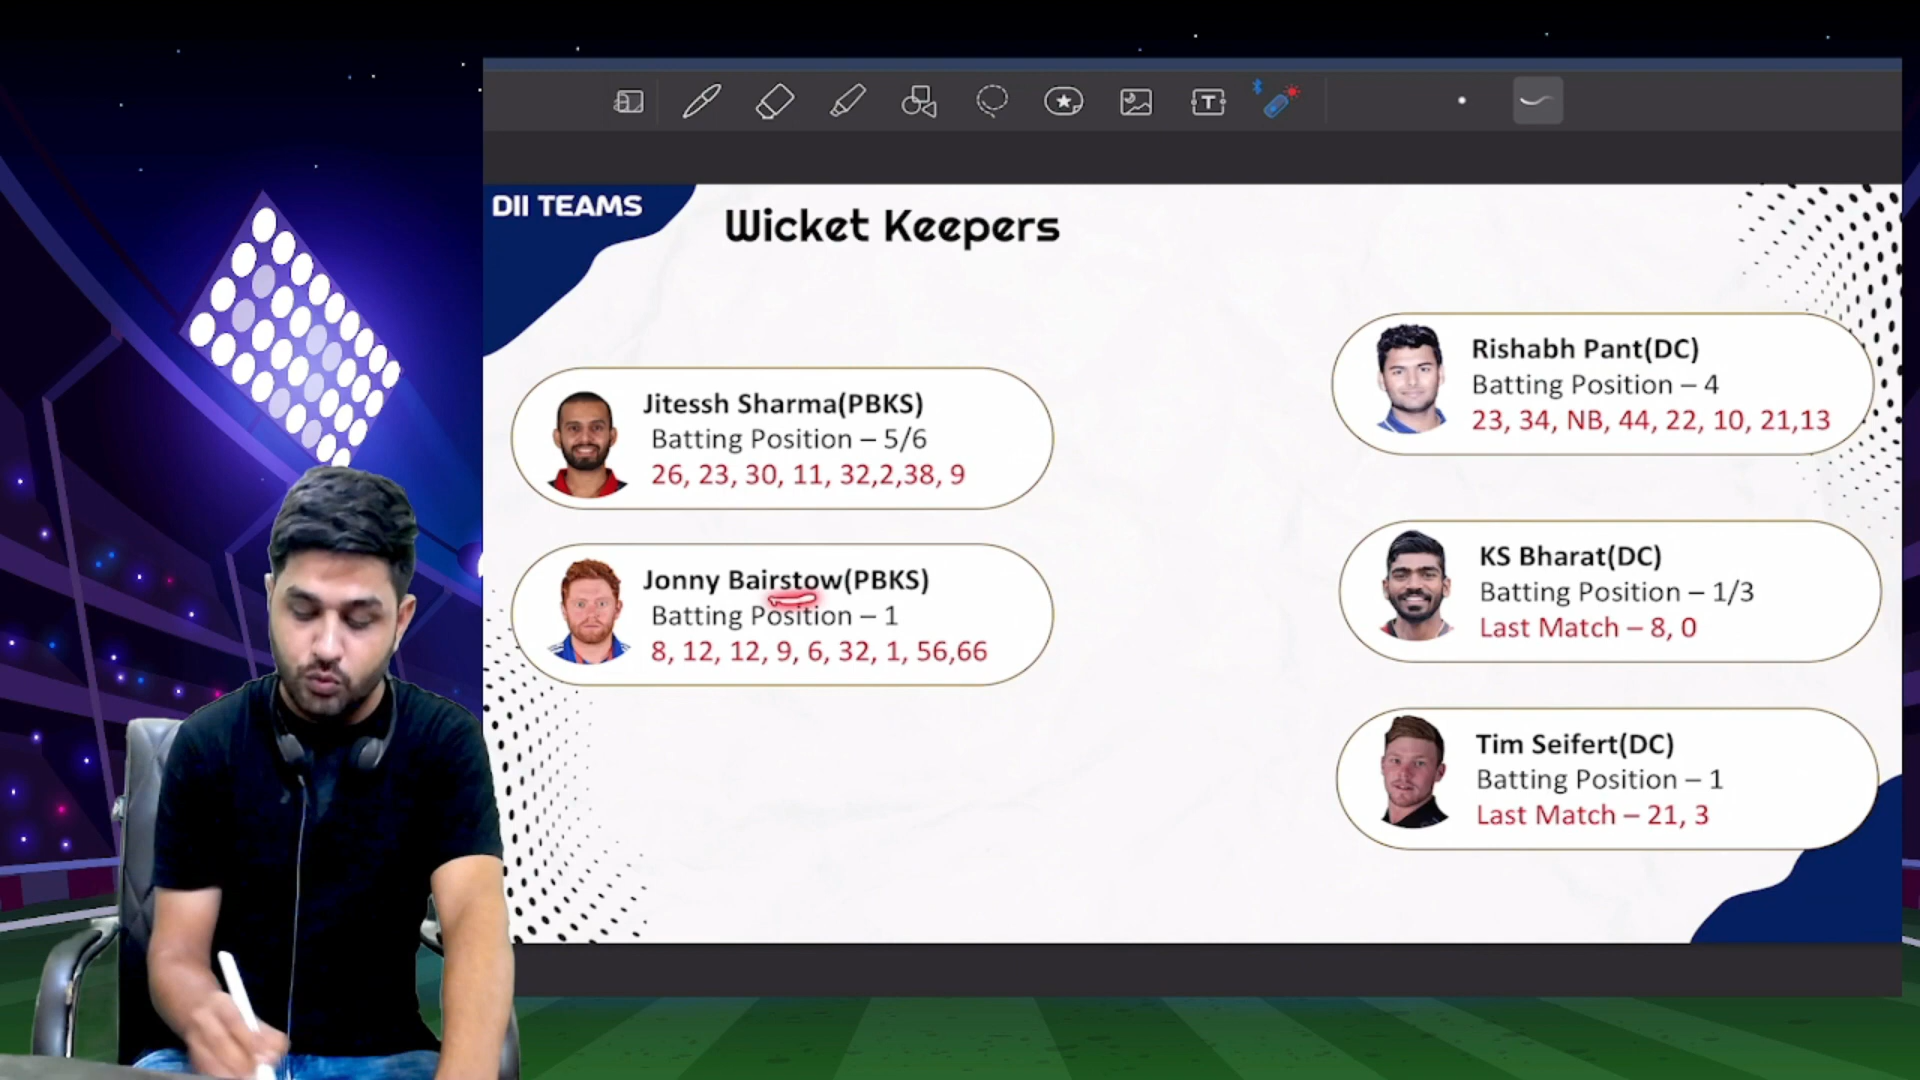 DII TEAMS
Wicket Keepers
Jitessh Sharma(PBKS)
Batting Position – 5/6
26, 23, 30, 11, 32,2,38, 9
Jonny Bairstow(PBKS)
Batting Position – 1
8, 12, 12, 9, 6, 32, 1, 56,66
Rishabh Pant(DC)
Batting Position – 4
23, 34, NB, 44, 22, 10, 21,13
KS Bharat(DC)
Batting Position – 1/3
Last Match – 8, 0
Tim Seifert(DC)
Batting Position – 1
Last Match – 21, 3